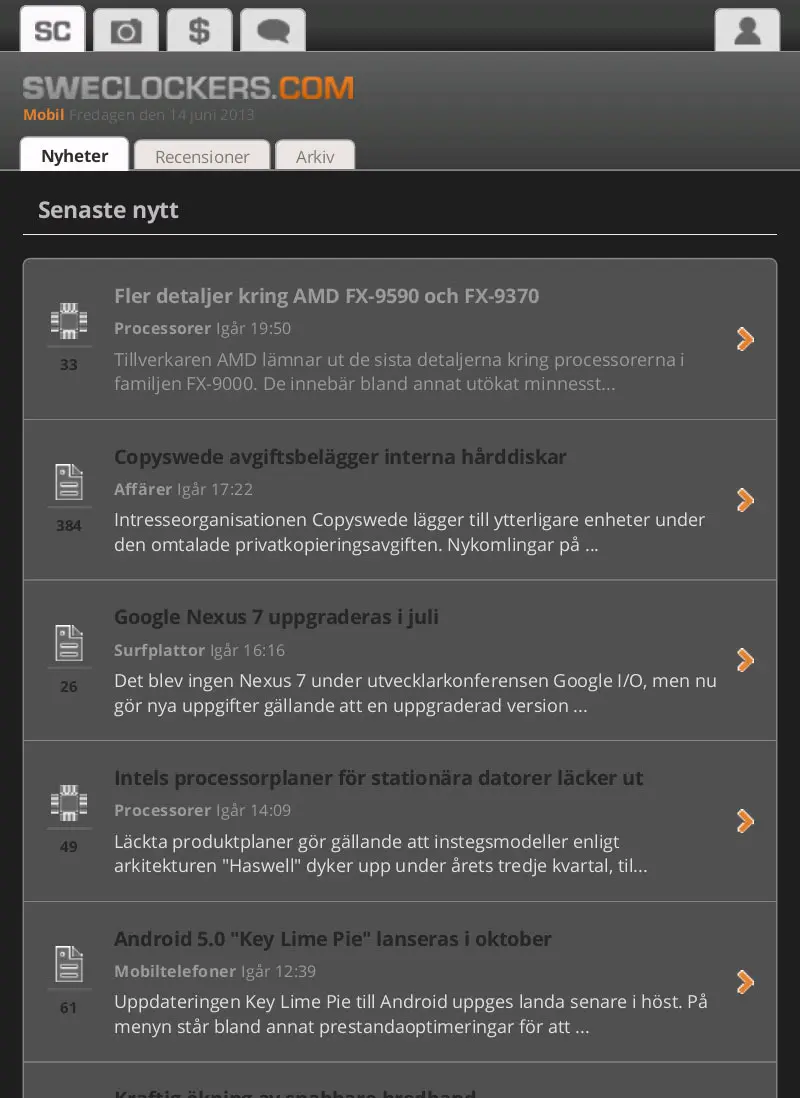 SC
$
SWECLOCKERS.COM
Mobil Fredagen den 14 juni 2013
Nyheter Recensioner Arkiv
Senaste nytt
Fler detaljer kring AMD FX-9590 och FX-9370
Processorer Igår 19:50
33
Tillverkaren AMD lämnar ut de sista detaljerna kring processorerna i
familjen FX-9000. De innebär bland annat utökat minnesst...
Copyswede avgiftsbelägger interna hårddiskar
Affärer Igår 17:22
384
Intresseorganisationen Copyswede lägger till ytterligare enheter under
den omtalade privatkopieringsavgiften. Nykomlingar på ...
Google Nexus 7 uppgraderas i juli
Surfplattor Igår 16:16
26
Det blev ingen Nexus 7 under utvecklarkonferensen Google I/O, men nu
gör nya uppgifter gällande att en uppgraderad version ...
Intels processorplaner för stationära datorer läcker ut
Processorer Igår 14:09
49
Läckta produktplaner gör gällande att instegsmodeller enligt
arkitekturen "Haswell" dyker upp under årets tredje kvartal, til...
Android 5.0 "Key Lime Pie" lanseras i oktober
Mobiltelefoner Igår 12:39
61
Uppdateringen Key Lime Pie till Android uppges landa senare i höst. På
menyn står bland annat prestandaoptimeringar för att ...
Kraftig ökning av snabbare bredband